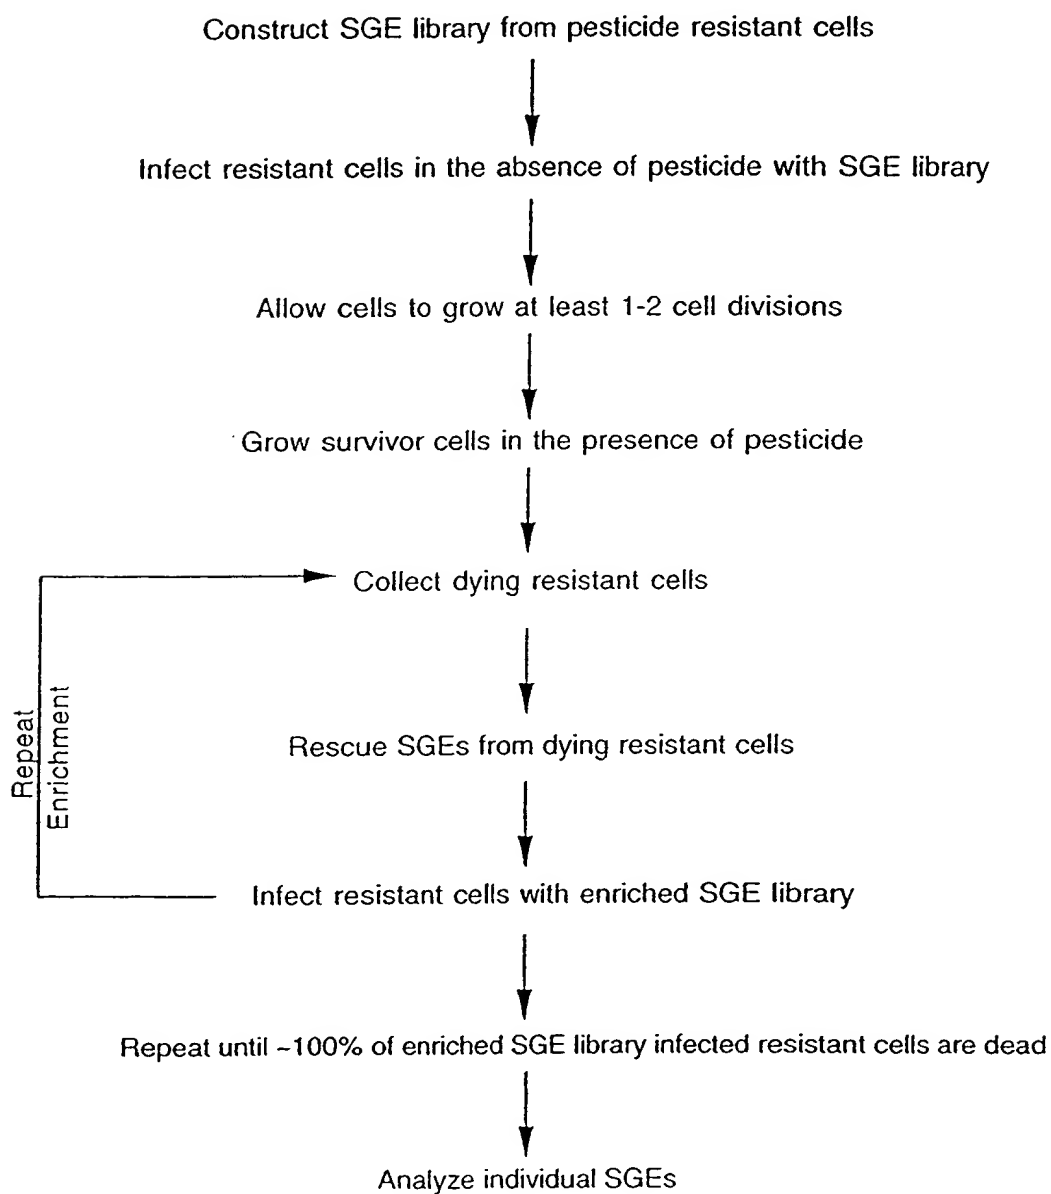 Construct SGE library from pesticide resistant cells
Infect resistant cells in the absence of pesticide with SGE library
Allow cells to grow at least 1-2 cell divisions
Grow survivor cells in the presence of pesticide
Collect dying resistant cells
Repeat
Enrichment
Rescue SGEs from dying resistant cells
Infect resistant cells with enriched SGE library
Repeat until ~100% of enriched SGE library infected resistant cells are dead
Analyze individual SGEs